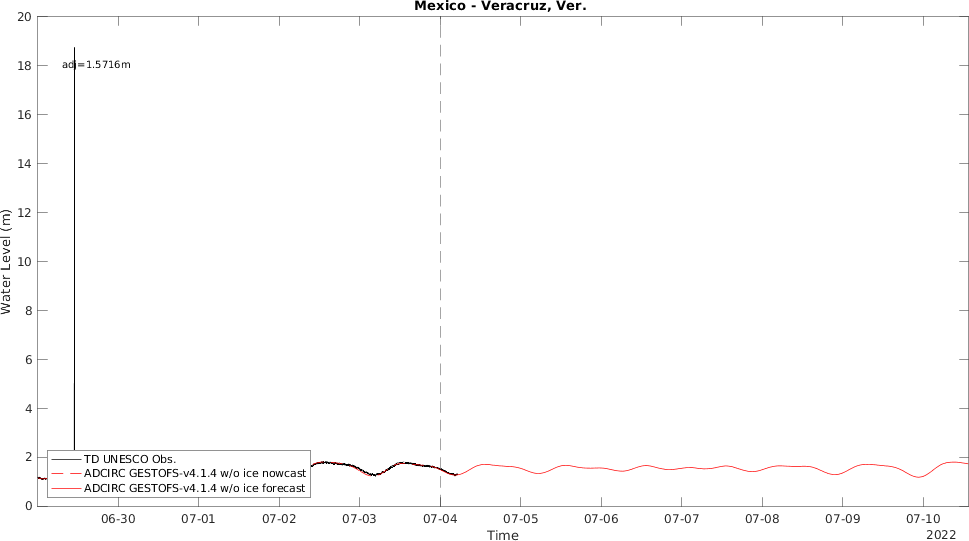 Mexico - Veracruz, Ver.
20
18
16
14
12
10
8
6
4
2
0
Water Level (m)
adj=1.5716m
TD UNESCO Obs.
ADCIRC GESTOFS-v4.1.4 w/o ice nowcast
ADCIRC GESTOFS-v4.1.4 w/o ice forecast
06-30 07-01 07-02 07-03 07-04 07-05 07-06 07-07 07-08 07-09 07-10
Time
2022